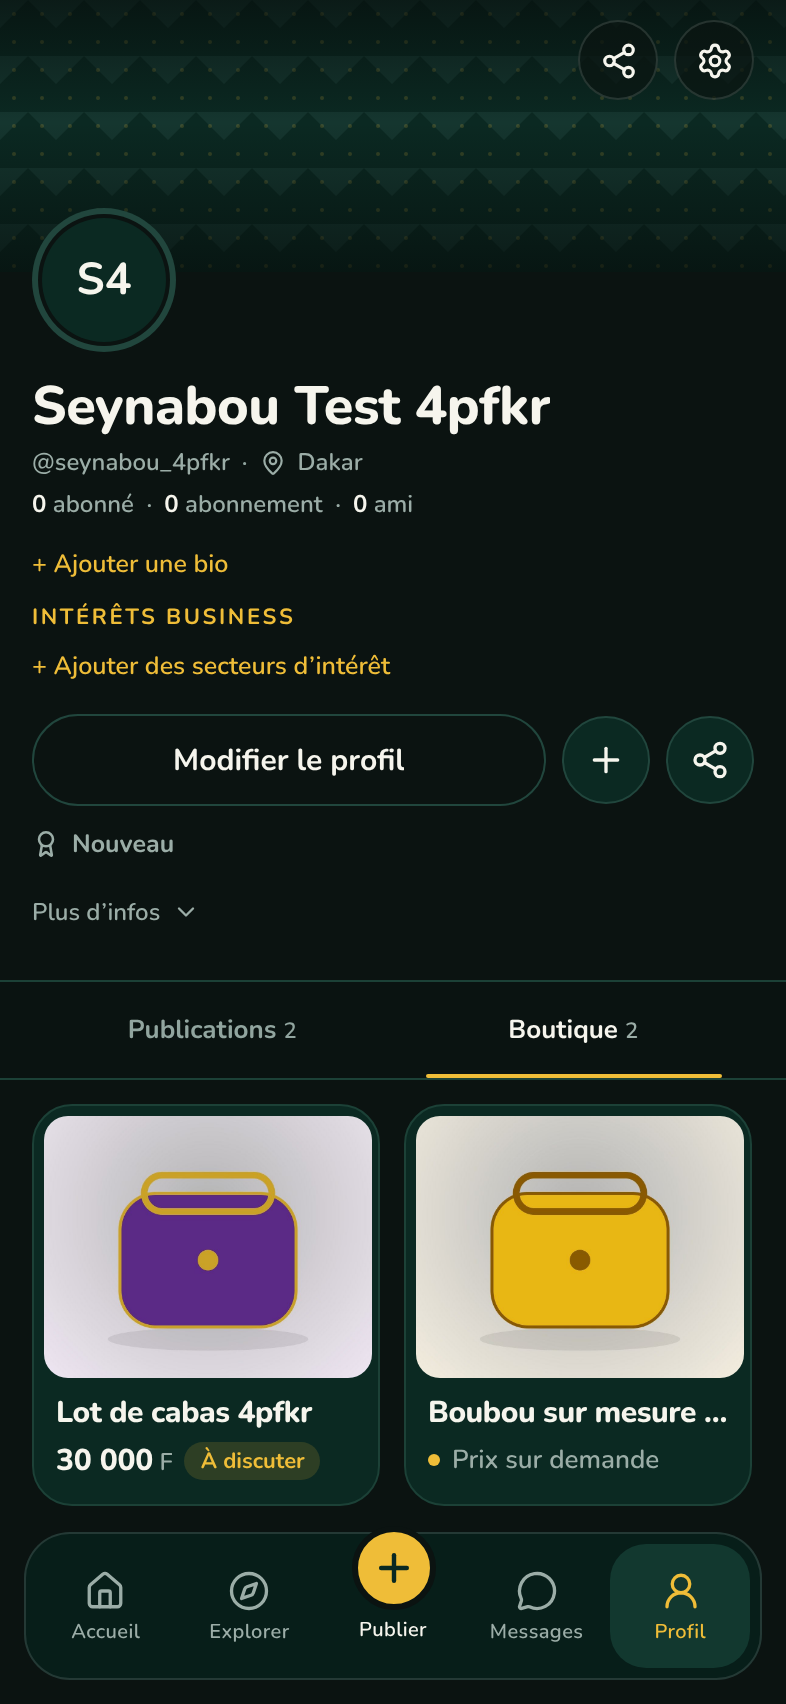 S4
Seynabou Test 4pfkr
@seynabou_4pfkr · Dakar
0 abonné · 0 abonnement · 0 ami
+ Ajouter une bio
INTÉRÊTS BUSINESS
+ Ajouter des secteurs d’intérêt
Modifier le profil
Nouveau
Plus d’infos
Publications 2 Boutique 2
Lot de cabas 4pfkr
30 000 F À discuter
Boubou sur mesure ...
Prix sur demande
Accueil Explorer Publier Messages Profil